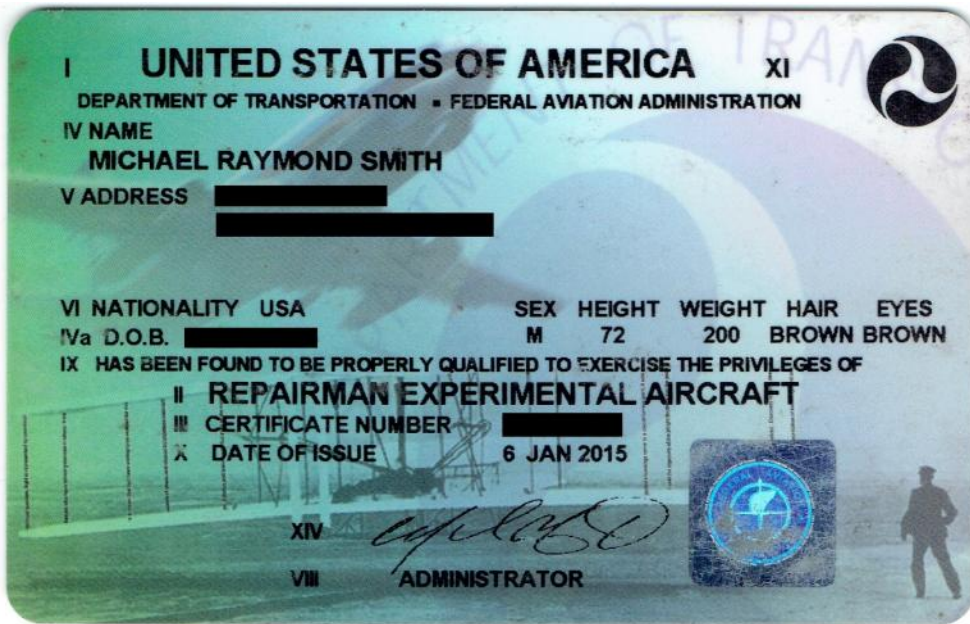 I UNITED STATES OF AMERICA XI
DEPARTMENT OF TRANSPORTATION ▪ FEDERAL AVIATION ADMINISTRATION
IV NAME
MICHAEL RAYMOND SMITH
V ADDRESS
VI NATIONALITY USA SEX HEIGHT WEIGHT HAIR EYES
IVa D.O.B. M 72 200 BROWN BROWN
IX HAS BEEN FOUND TO BE PROPERLY QUALIFIED TO EXERCISE THE PRIVILEGES OF
II REPAIRMAN EXPERIMENTAL AIRCRAFT
III CERTIFICATE NUMBER
X DATE OF ISSUE 6 JAN 2015
XIV
VIII ADMINISTRATOR